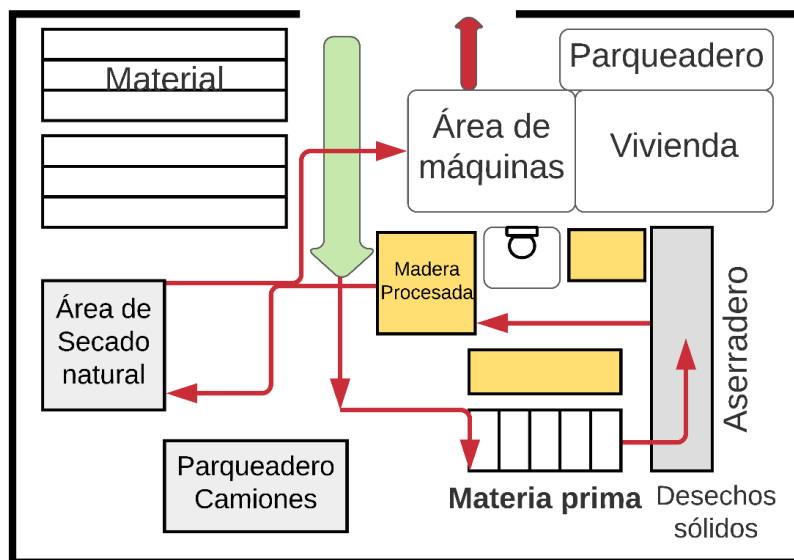 Material
Parqueadero
Área de
máquinas
Vivienda
Madera
Procesada
Área de
Secado
natural
Aserradero
Parqueadero
Camiones
Materia prima
Desechos
sólidos